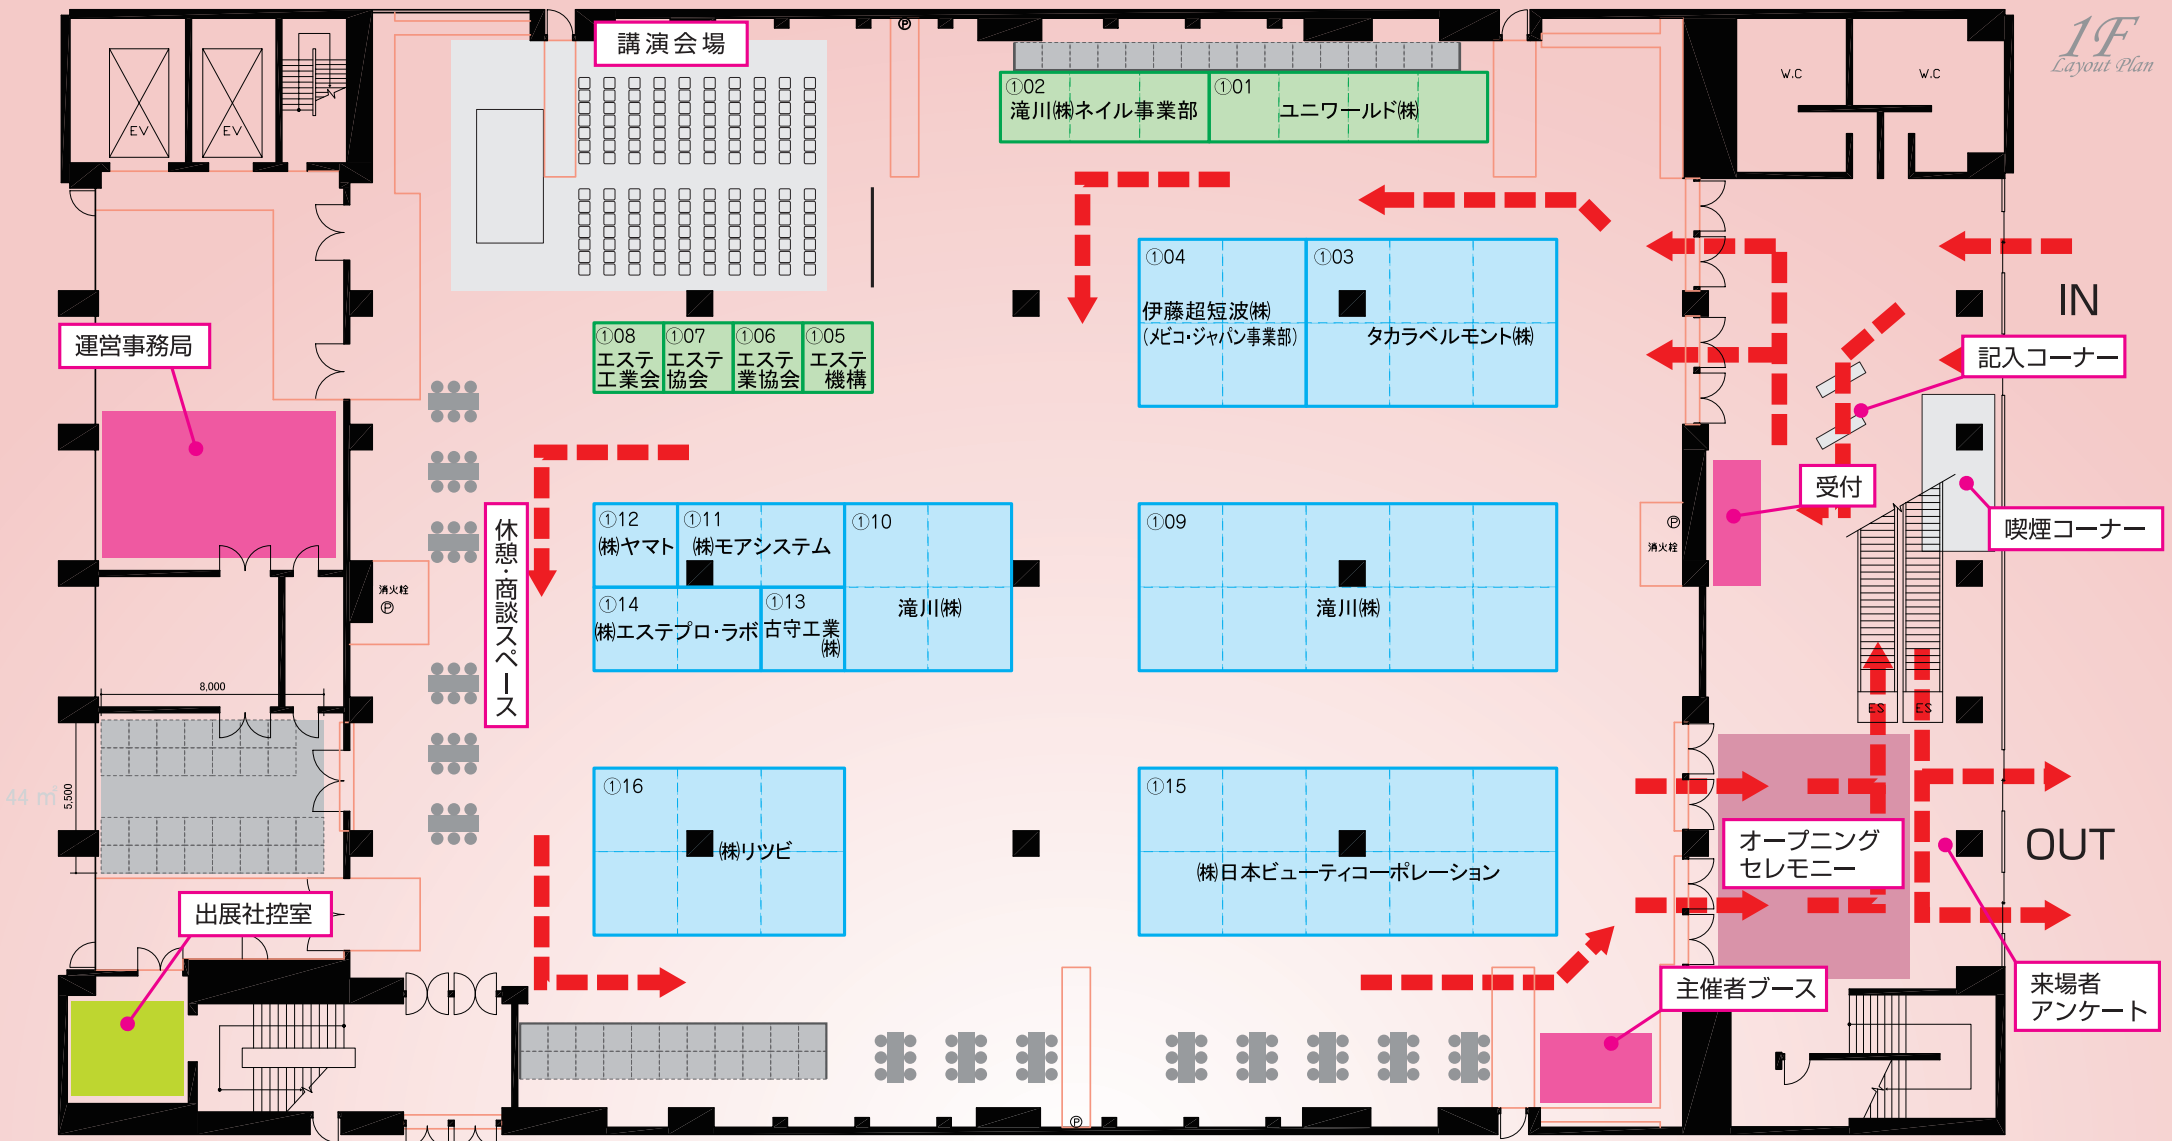 1F
Layout Plan
講演会場
EV
EV
W.C
W.C
Ⓟ
①02
滝川㈱ネイル事業部
①01
ユニワールド㈱
①04
伊藤超短波㈱
(メビコ・ジャパン事業部)
①03
タカラベルモント㈱
IN
記入コーナー
運営事務局
①08
エステ
工業会
①07
エステ
協会
①06
エステ
業協会
①05
エステ
機構
受付
喫煙コーナー
休憩・商談スペース
①12
㈱ヤマト
①11
㈱モアシステム
①10
滝川㈱
①09
滝川㈱
Ⓟ
消火栓
消火栓
Ⓟ
①14
㈱エステプロ・ラボ
①13
古守工業
㈱
8,000
5,500
44 ㎡
ES
ES
①16
㈱リツビ
①15
㈱日本ビューティコーポレーション
オープニング
セレモニー
OUT
出展社控室
主催者ブース
来場者
アンケート
Ⓟ